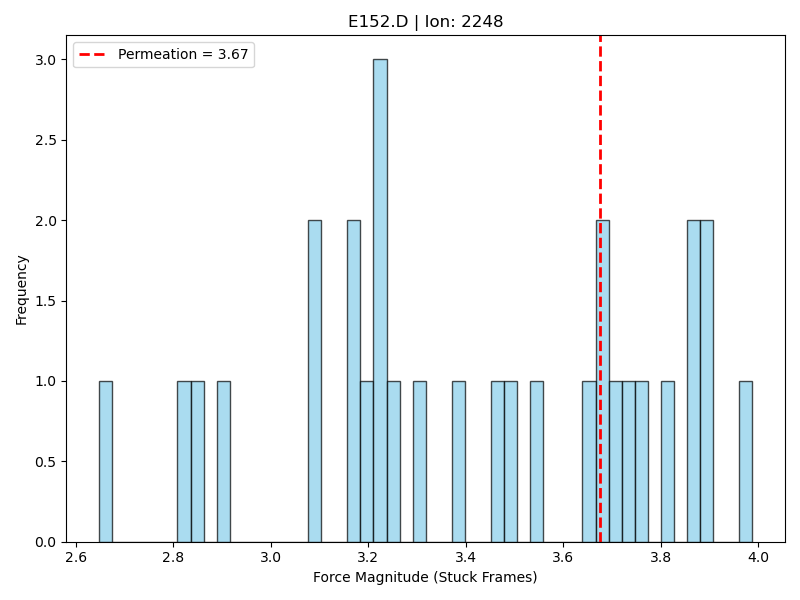 E152.D | Ion: 2248
Permeation = 3.67
3.0
2.5
2.0
1.5
1.0
0.5
0.0
Frequency
2.6 2.8 3.0 3.2 3.4 3.6 3.8 4.0
Force Magnitude (Stuck Frames)